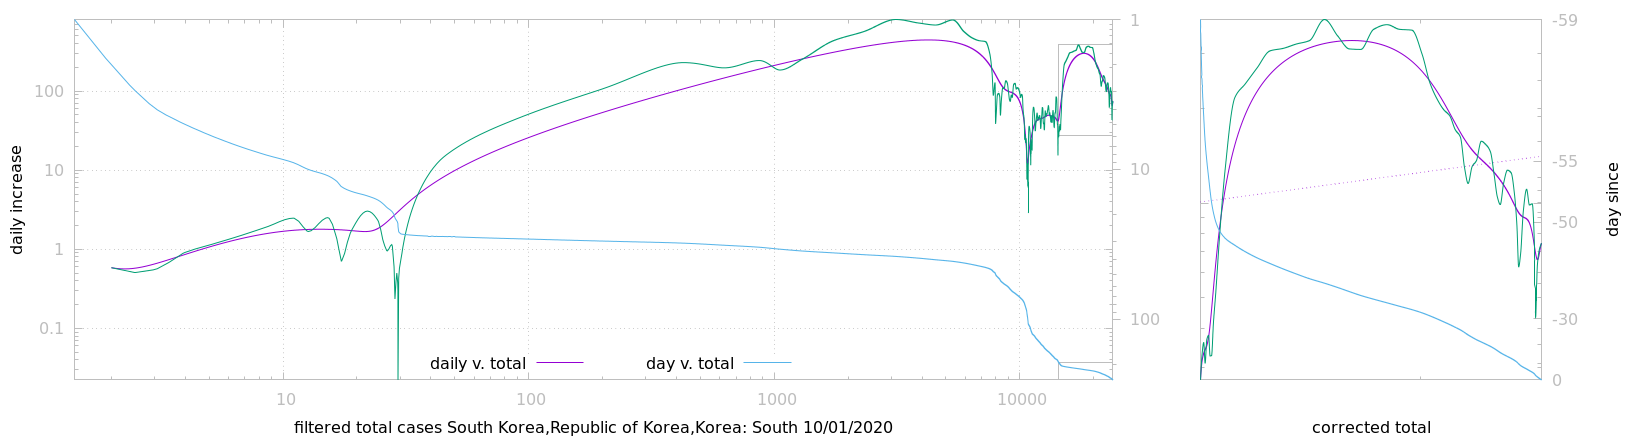 daily increase
100
10
1
0.1
10
100
1000
10000
1
10
100
daily v. total
day v. total
filtered total cases South Korea,Republic of Korea,Korea: South 10/01/2020
-59
-55
-50
-30
0
day since
corrected total